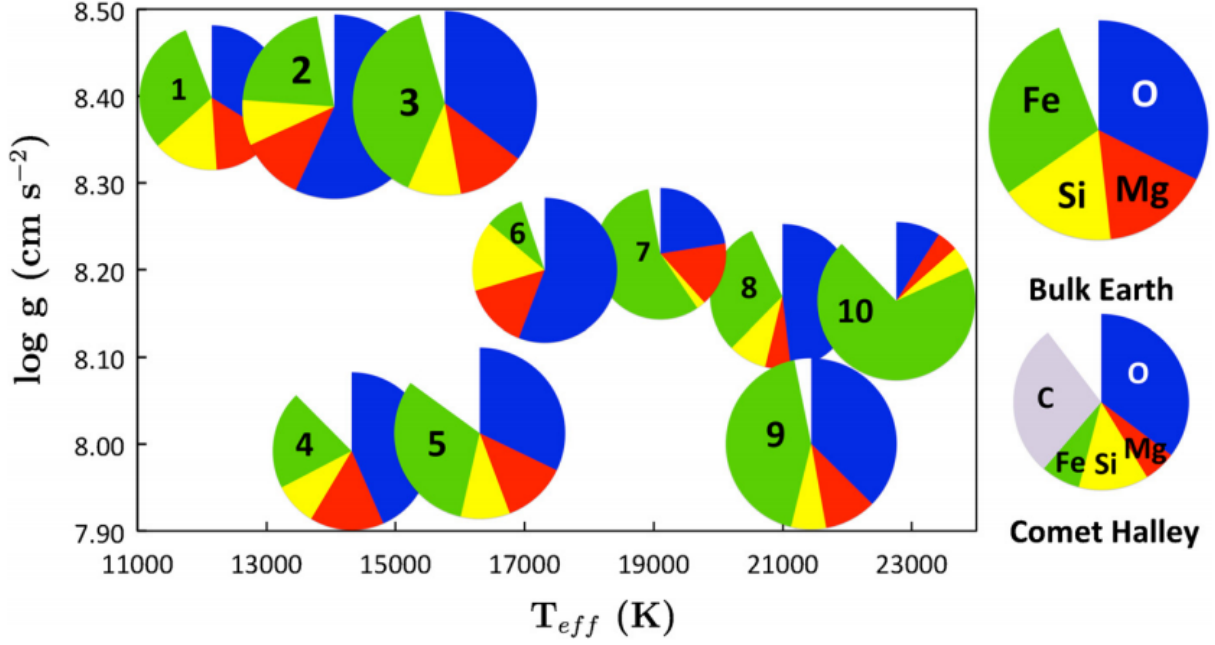 8.50
8.40
8.30
8.20
8.10
8.00
7.90
log g (cm s⁻²)
11000 13000 15000 17000 19000 21000 23000
T_eff (K)
1
2
3
6
7
8
10
4
5
9
Fe
O
Si
Mg
Bulk Earth
C
O
Fe
Si
Mg
Comet Halley